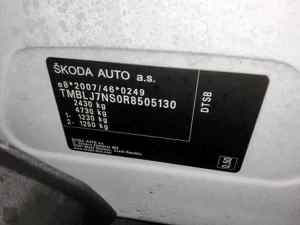 ŠKODA AUTO a.s.
e8*2007/46*0249
TMBLJ7NS0R8505130
2430 kg
4730 kg
1- 1230 kg
2- 1250 kg
DTSB